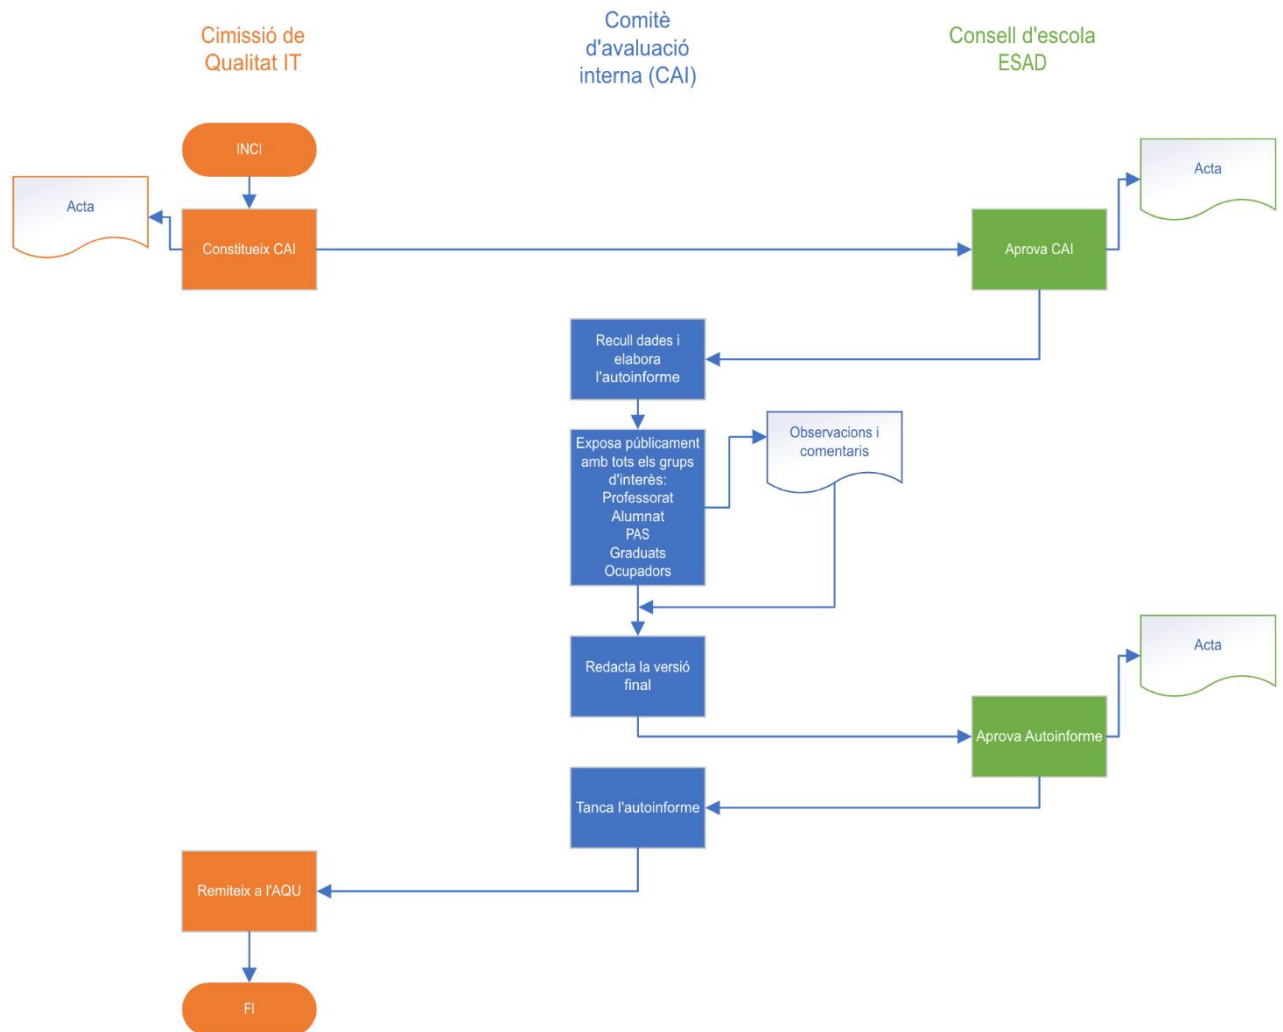 Cimissió de
Qualitat IT
Comitè
d'avaluació
interna (CAI)
Consell d'escola
ESAD
INCI
Acta
Acta
Constitueix CAI
Aprova CAI
Recull dades i
elabora
l'autoinforme
Exposa públicament
amb tots els grups
d'interès:
Professorat
Alumnat
PAS
Graduats
Ocupadors
Observacions i
comentaris
Redacta la versió
final
Acta
Aprova Autoinforme
Tanca l'autoinforme
Remiteix a l'AQU
FI